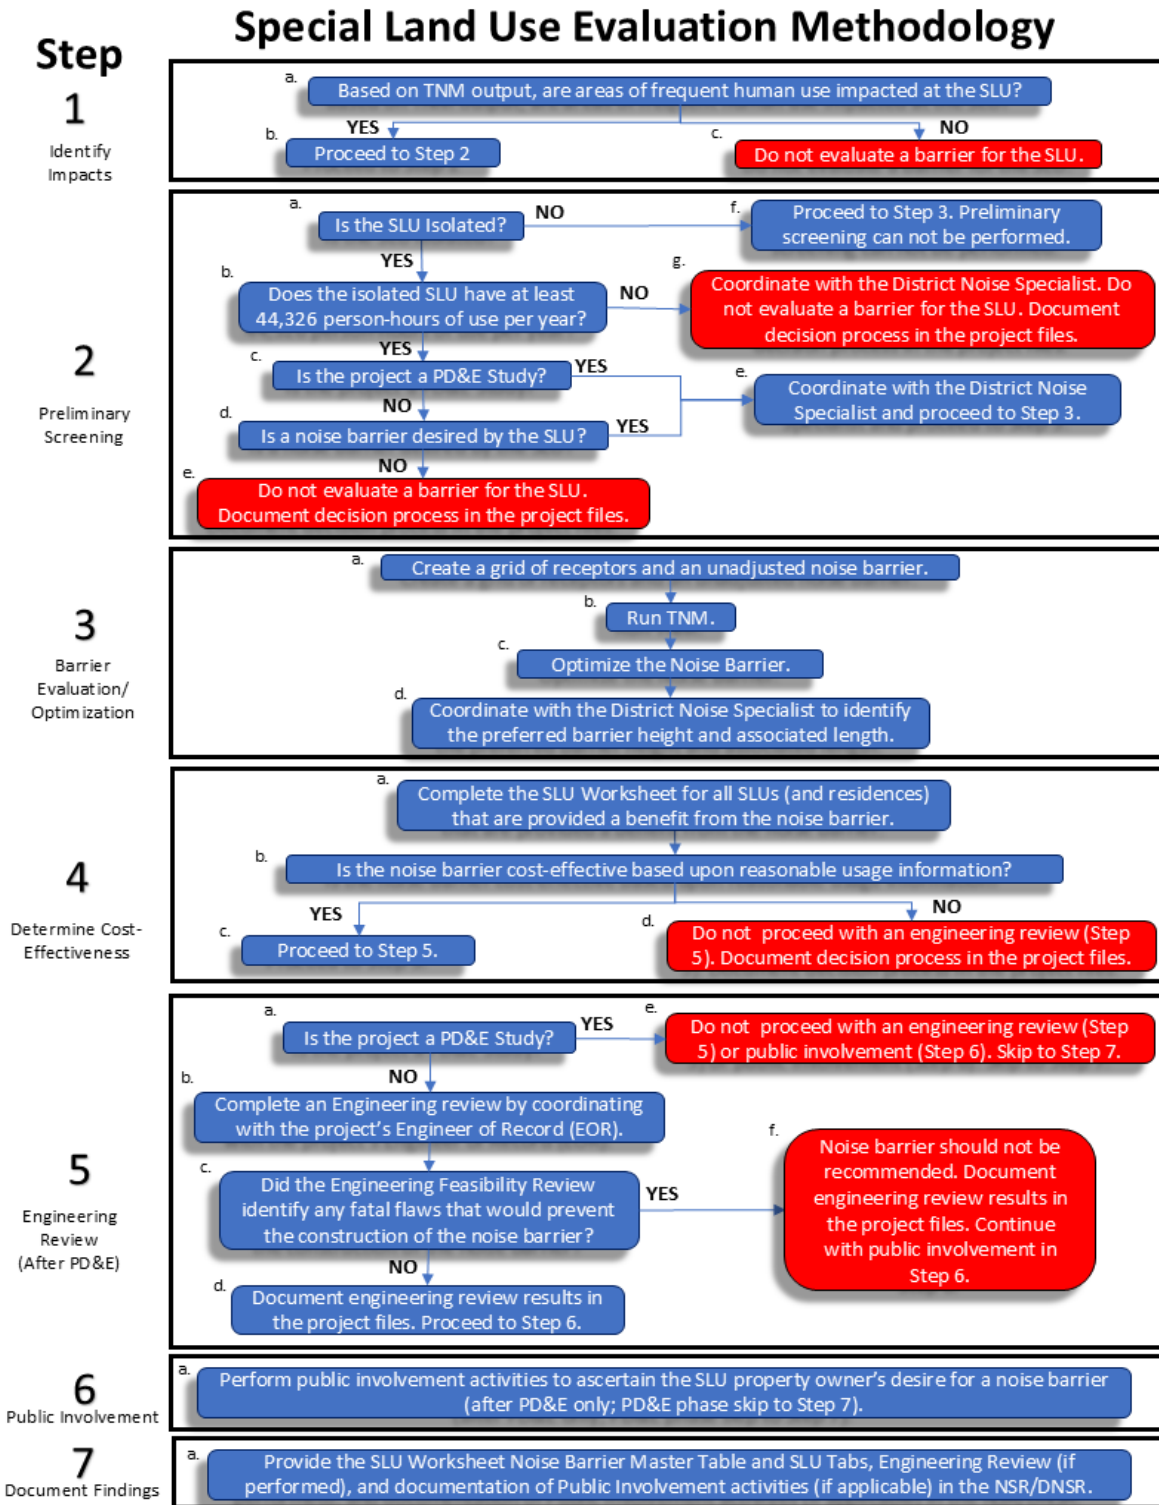 Special Land Use Evaluation Methodology
Step
1
Identify
Impacts
a.
Based on TNM output, are areas of frequent human use impacted at the SLU?
YES
NO
b.
Proceed to Step 2
c.
Do not evaluate a barrier for the SLU.
2
Preliminary
Screening
a.
Is the SLU Isolated?
NO
f.
Proceed to Step 3. Preliminary
screening can not be performed.
YES
b.
Does the isolated SLU have at least
44,326 person-hours of use per year?
NO
g.
Coordinate with the District Noise Specialist. Do
not evaluate a barrier for the SLU. Document
decision process in the project files.
YES
c.
Is the project a PD&E Study?
YES
e.
Coordinate with the District Noise
Specialist and proceed to Step 3.
NO
d.
Is a noise barrier desired by the SLU?
YES
NO
e.
Do not evaluate a barrier for the SLU.
Document decision process in the project files.
3
Barrier
Evaluation/
Optimization
a.
Create a grid of receptors and an unadjusted noise barrier.
b.
Run TNM.
c.
Optimize the Noise Barrier.
d.
Coordinate with the District Noise Specialist to identify
the preferred barrier height and associated length.
4
Determine Cost-
Effectiveness
a.
Complete the SLU Worksheet for all SLUs (and residences)
that are provided a benefit from the noise barrier.
b.
Is the noise barrier cost-effective based upon reasonable usage information?
YES
NO
c.
Proceed to Step 5.
d.
Do not proceed with an engineering review (Step
5). Document decision process in the project files.
5
Engineering
Review
(After PD&E)
a.
Is the project a PD&E Study?
YES
e.
Do not proceed with an engineering review (Step
5) or public involvement (Step 6). Skip to Step 7.
NO
b.
Complete an Engineering review by coordinating
with the project's Engineer of Record (EOR).
c.
Did the Engineering Feasibility Review
identify any fatal flaws that would prevent
the construction of the noise barrier?
YES
f.
Noise barrier should not be
recommended. Document
engineering review results in
the project files. Continue
with public involvement in
Step 6.
NO
d.
Document engineering review results in
the project files. Proceed to Step 6.
6
Public Involvement
a.
Perform public involvement activities to ascertain the SLU property owner's desire for a noise barrier
(after PD&E only; PD&E phase skip to Step 7).
7
Document Findings
a.
Provide the SLU Worksheet Noise Barrier Master Table and SLU Tabs, Engineering Review (if
performed), and documentation of Public Involvement activities (if applicable) in the NSR/DNSR.